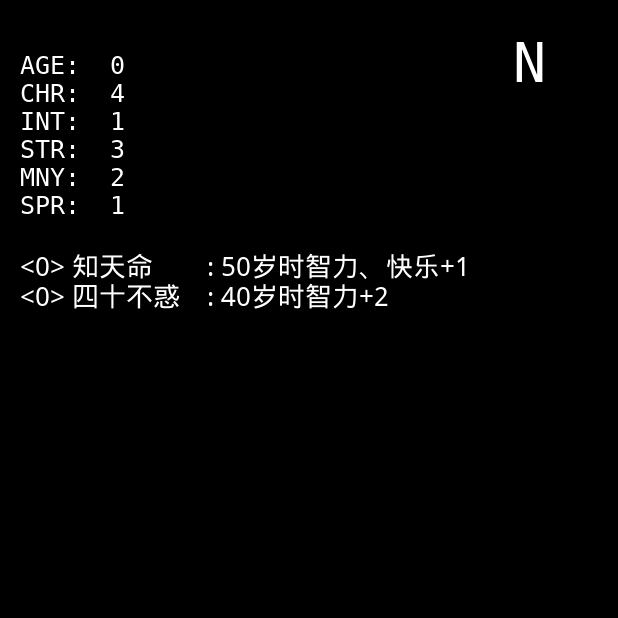 N
AGE: 0
CHR: 4
INT: 1
STR: 3
MNY: 2
SPR: 1
<0> 知天命 : 50岁时智力、快乐+1
<0> 四十不惑 : 40岁时智力+2